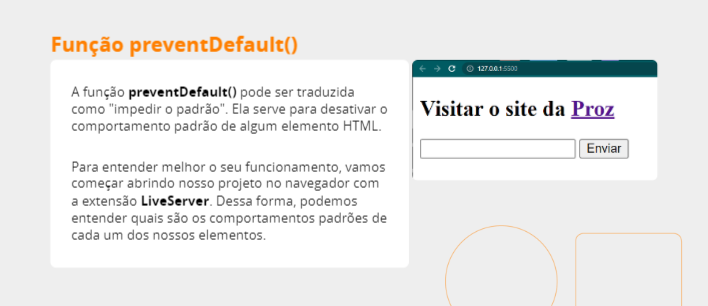 Função preventDefault()
A função preventDefault() pode ser traduzida
como "impedir o padrão". Ela serve para desativar o
comportamento padrão de algum elemento HTML.
Para entender melhor o seu funcionamento, vamos
começar abrindo nosso projeto no navegador com
a extensão LiveServer. Dessa forma, podemos
entender quais são os comportamentos padrões de
cada um dos nossos elementos.
127.0.0.1:5500
Visitar o site da Proz
Enviar